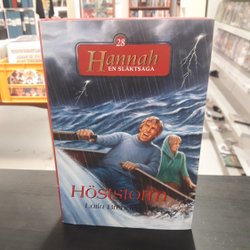 28
Hannah
EN SLÄKTSAGA
Höststorm